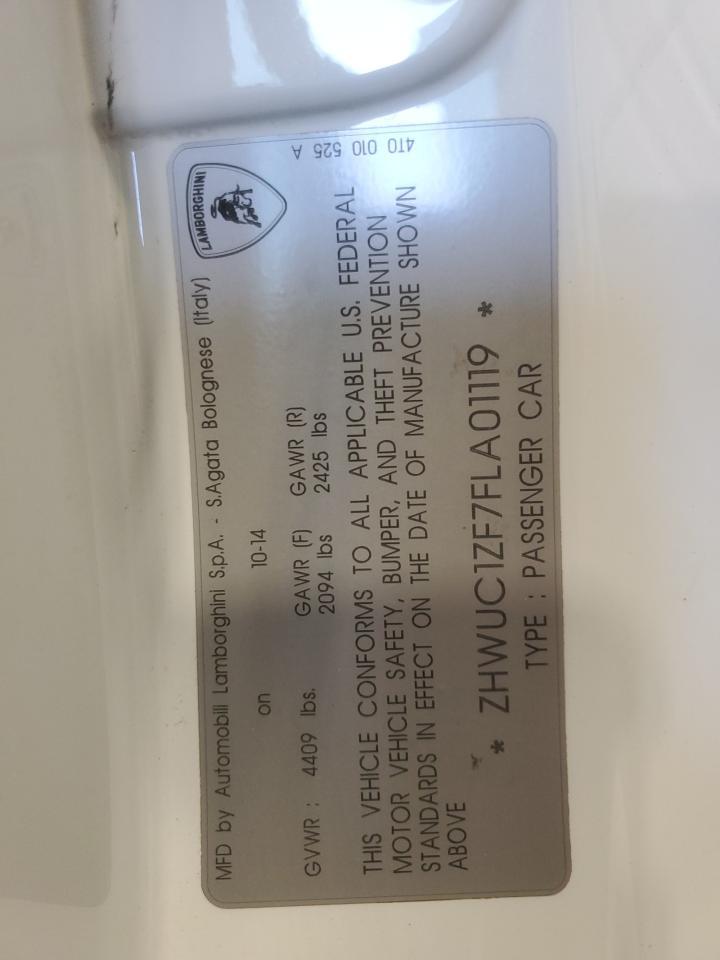 LAMBORGHINI
4T0 010 525 A
MFD by Automobili Lamborghini S.p.A. - S.Agata Bolognese (Italy)
on 10-14
GVWR : 4409 lbs. GAWR (F) GAWR (R)
2094 lbs 2425 lbs
THIS VEHICLE CONFORMS TO ALL APPLICABLE U.S. FEDERAL
MOTOR VEHICLE SAFETY, BUMPER, AND THEFT PREVENTION
STANDARDS IN EFFECT ON THE DATE OF MANUFACTURE SHOWN
ABOVE
* ZHWUC1ZF7FLA01119 *
TYPE : PASSENGER CAR